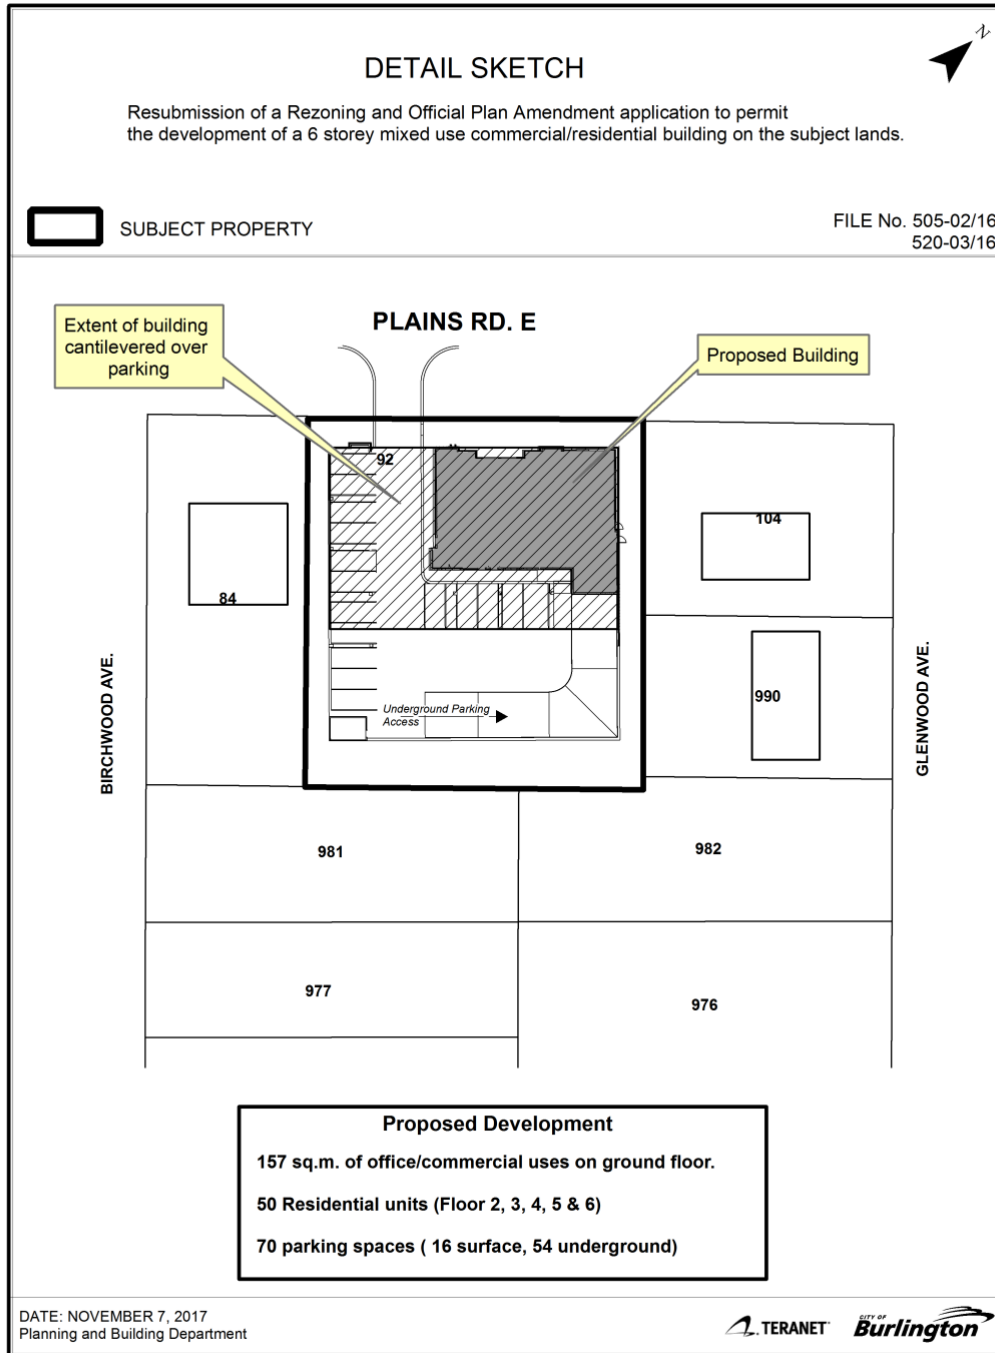 N
DETAIL SKETCH
Resubmission of a Rezoning and Official Plan Amendment application to permit
the development of a 6 storey mixed use commercial/residential building on the subject lands.
SUBJECT PROPERTY
FILE No. 505-02/16
520-03/16
Extent of building
cantilevered over
parking
PLAINS RD. E
Proposed Building
92
104
84
990
Underground Parking
Access
BIRCHWOOD AVE.
GLENWOOD AVE.
981
982
977
976
Proposed Development
157 sq.m. of office/commercial uses on ground floor.
50 Residential units (Floor 2, 3, 4, 5 & 6)
70 parking spaces ( 16 surface, 54 underground)
DATE: NOVEMBER 7, 2017
Planning and Building Department
TERANET
CITY OF
Burlington